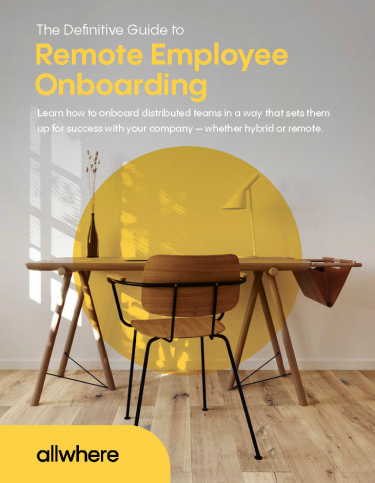 The Definitive Guide to
Remote Employee
Onboarding
Learn how to onboard distributed teams in a way that sets them
up for success with your company — whether hybrid or remote.
allwhere